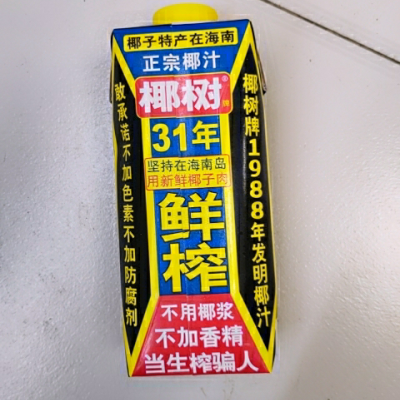 椰子特产在海南
正宗椰汁
椰树®牌
31年
坚持在海南岛
用新鲜椰子肉
鲜榨
不用椰浆
不加香精
当生榨骗人
敢承诺不加色素不加防腐剂
椰树牌1988年发明椰汁